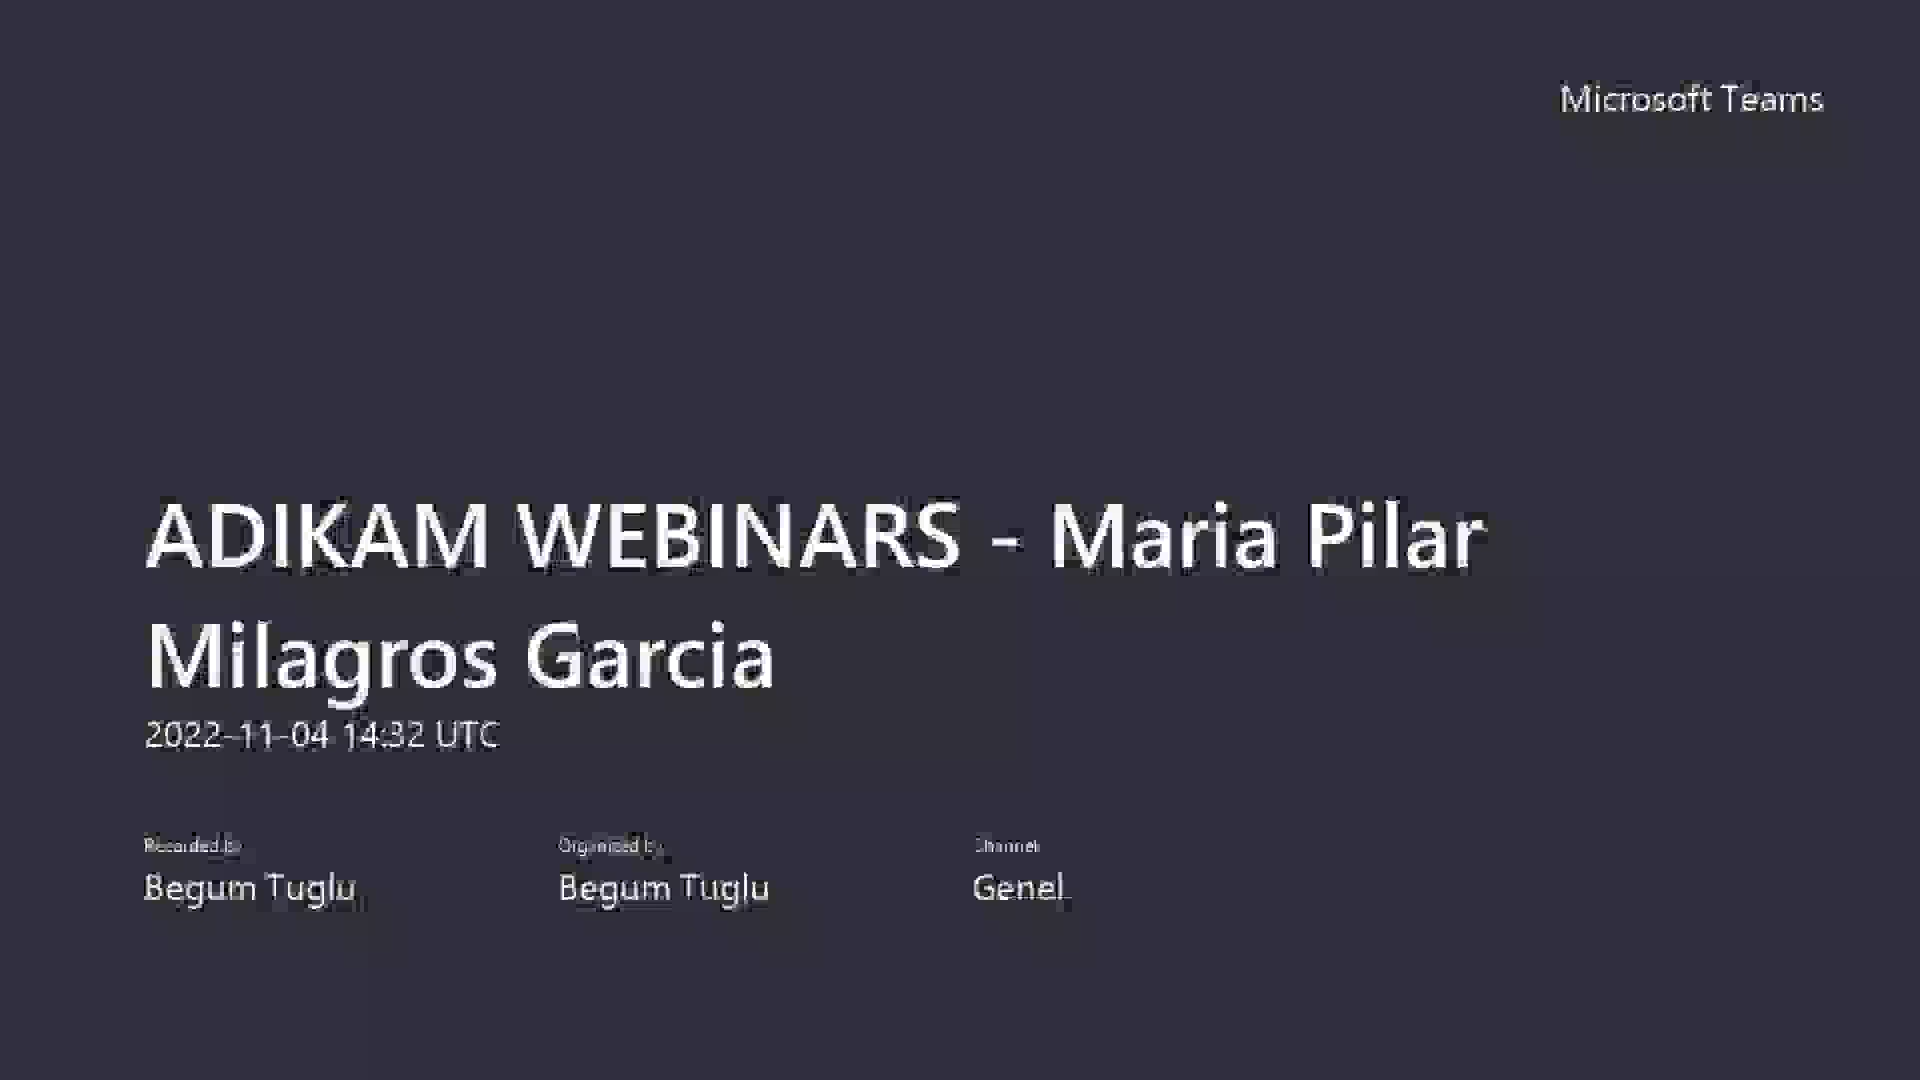 Microsoft Teams
ADIKAM WEBINARS - Maria Pilar
Milagros Garcia
2022-11-04 14:32 UTC
Recorded by
Organized by
Channel
Begum Tuglu
Begum Tuglu
Genel